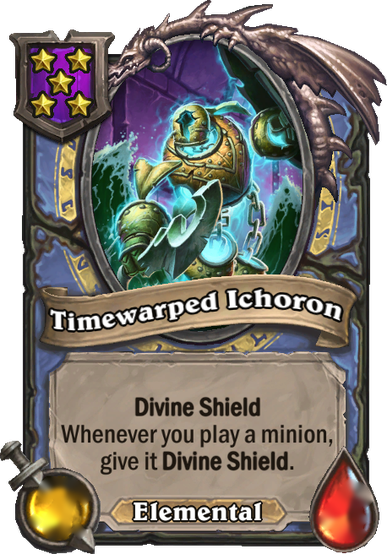 Timewarped Ichoron
Divine Shield
Whenever you play a minion,
give it Divine Shield.
Elemental